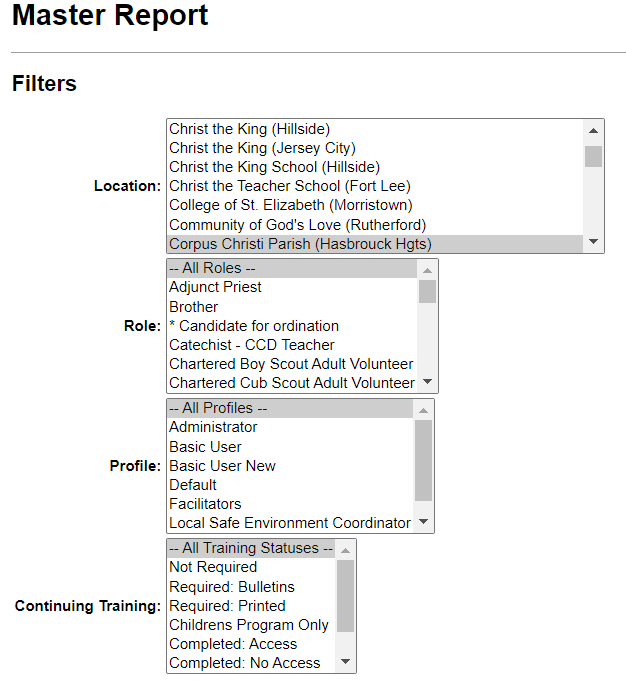 Master Report
Filters
Location:
Christ the King (Hillside)
Christ the King (Jersey City)
Christ the King School (Hillside)
Christ the Teacher School (Fort Lee)
College of St. Elizabeth (Morristown)
Community of God's Love (Rutherford)
Corpus Christi Parish (Hasbrouck Hgts)
Role:
-- All Roles --
Adjunct Priest
Brother
* Candidate for ordination
Catechist - CCD Teacher
Chartered Boy Scout Adult Volunteer
Chartered Cub Scout Adult Volunteer
Profile:
-- All Profiles --
Administrator
Basic User
Basic User New
Default
Facilitators
Local Safe Environment Coordinator
Continuing Training:
-- All Training Statuses --
Not Required
Required: Bulletins
Required: Printed
Childrens Program Only
Completed: Access
Completed: No Access